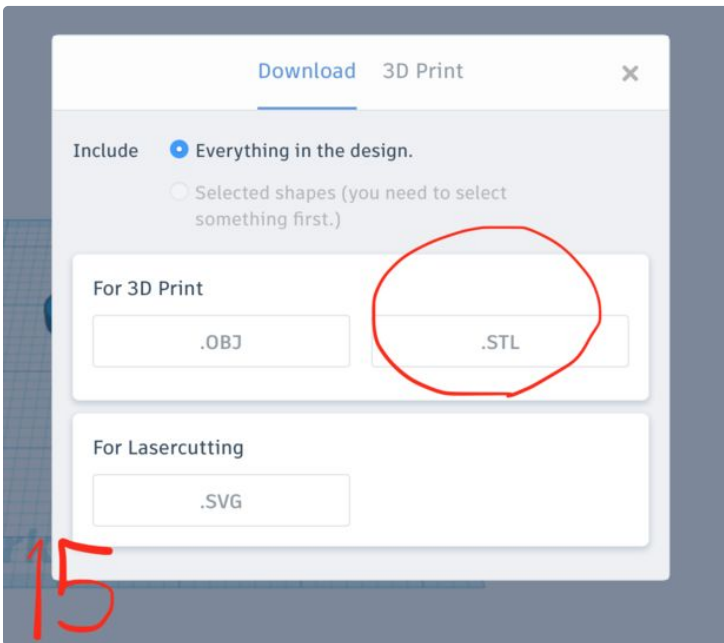 Download 3D Print ×
Include Everything in the design.
Selected shapes (you need to select
something first.)
For 3D Print
.OBJ .STL
For Lasercutting
.SVG
15